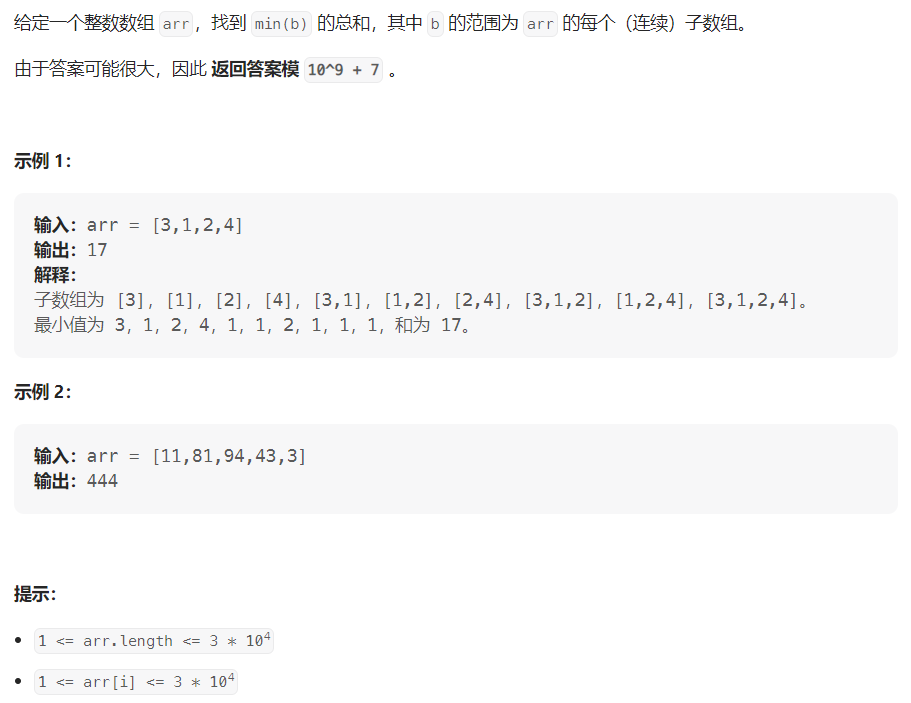 给定一个整数数组 arr，找到 min(b) 的总和，其中 b 的范围为 arr 的每个（连续）子数组。
由于答案可能很大，因此 返回答案模 10^9 + 7 。
示例 1：
输入：arr = [3,1,2,4]
输出：17
解释：
子数组为 [3]，[1]，[2]，[4]，[3,1]，[1,2]，[2,4]，[3,1,2]，[1,2,4]，[3,1,2,4]。
最小值为 3，1，2，4，1，1，2，1，1，1，和为 17。
示例 2：
输入：arr = [11,81,94,43,3]
输出：444
提示：
• 1 <= arr.length <= 3 * 10⁴
• 1 <= arr[i] <= 3 * 10⁴